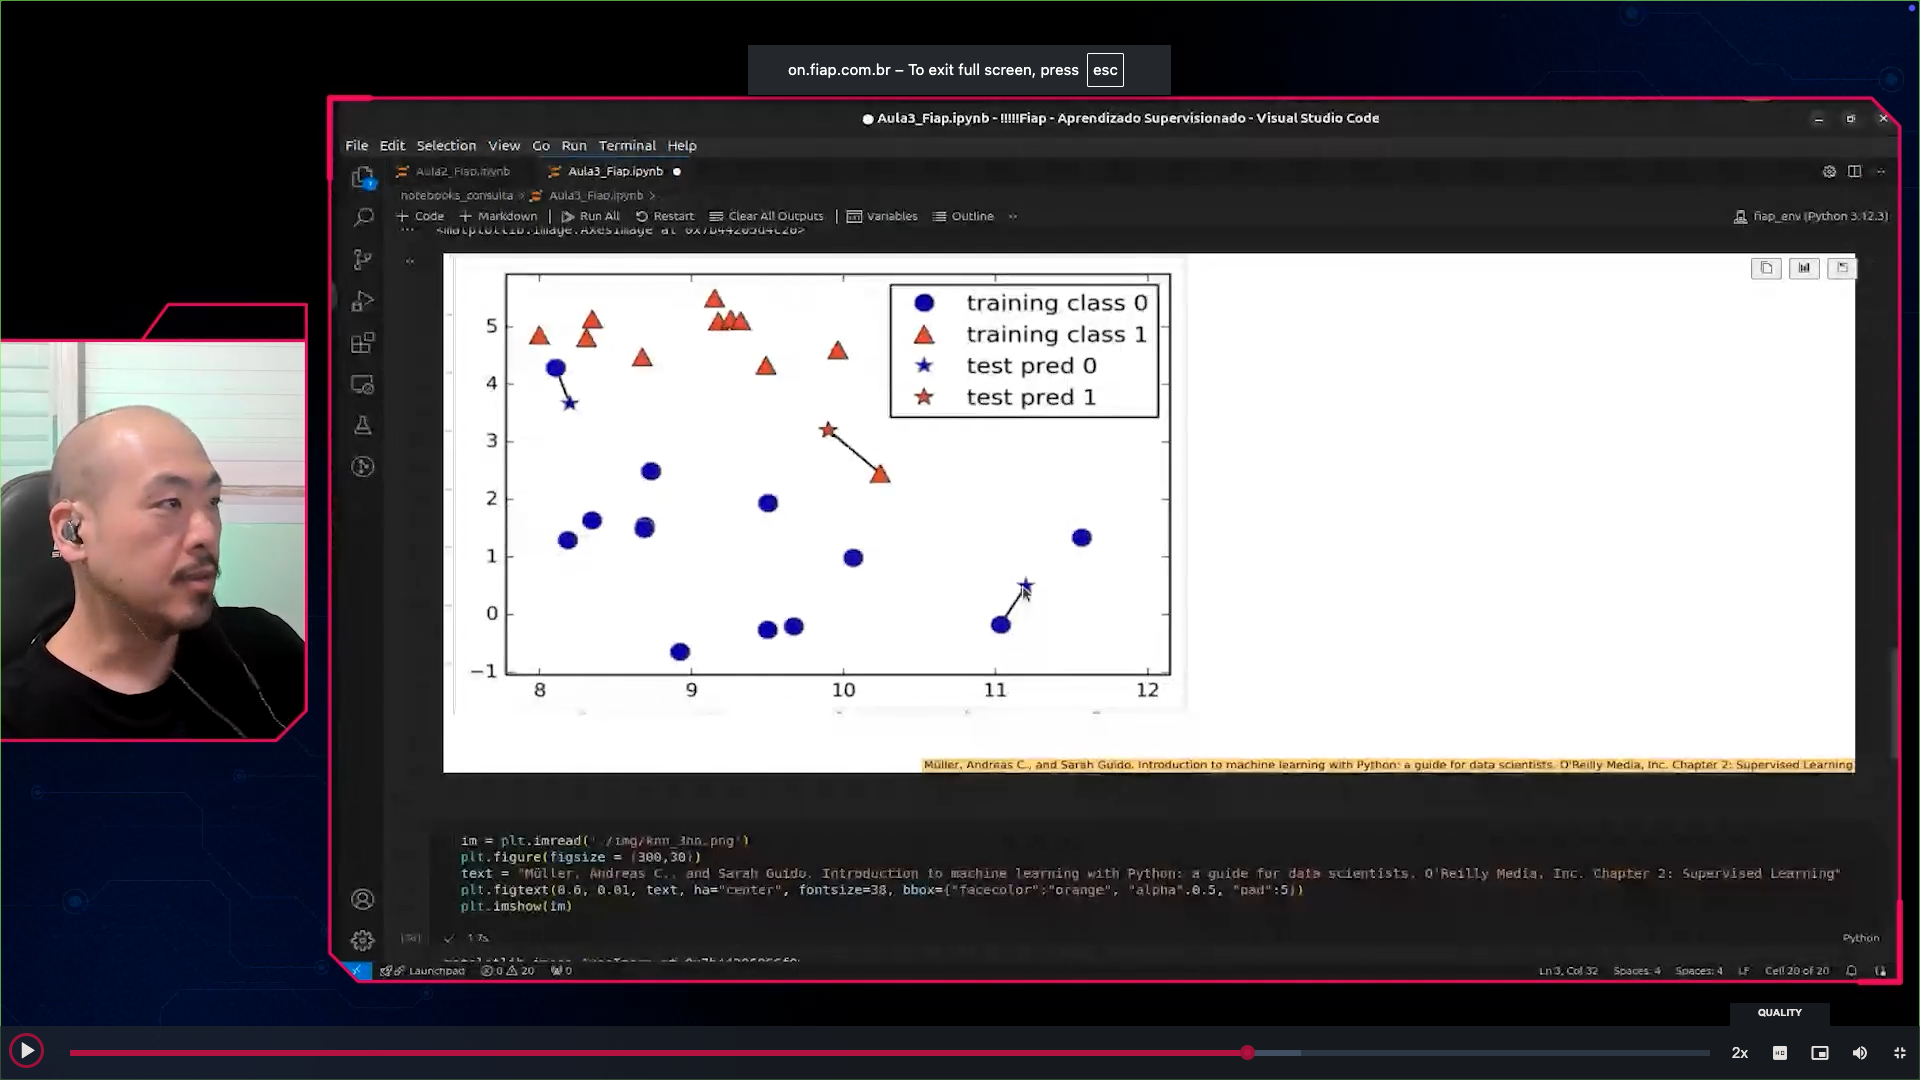 on.fiap.com.br – To exit full screen, press esc
Aula3_Fiap.ipynb - !!!!!Fiap - Aprendizado Supervisionado - Visual Studio Code
File Edit Selection View Go Run Terminal Help
Aula2_Fiap.ipynb Aula3_Fiap.ipynb
notebooks_consulta > Aula3_Fiap.ipynb >
+ Code + Markdown | Run All Restart Clear All Outputs | Variables Outline ...
fiap_env (Python 3.12.3)
<matplotlib.image.AxesImage at
training class 0
training class 1
test pred 0
test pred 1
5
4
3
2
1
0
−1
8 9 10 11 12
Müller, Andreas C., and Sarah Guido. Introduction to machine learning with Python: a guide for data scientists. O'Reilly Media, Inc. Chapter 2: Supervised Learning
im = plt.imread('./img/knn_3nn.png')
plt.figure(figsize = (300,30))
text = "Müller, Andreas C., and Sarah Guido. Introduction to machine learning with Python: a guide for data scientists. O'Reilly Media, Inc. Chapter 2: Supervised Learning"
plt.figtext(0.6, 0.01, text, ha="center", fontsize=38, bbox={"facecolor":"orange", "alpha".0.5, "pad":5})
plt.imshow(im)
1.7s
Python
Launchpad 0 20 0
Ln 3, Col 32 Spaces: 4 Spaces: 4 LF Cell 20 of 20
QUALITY
2x
HD